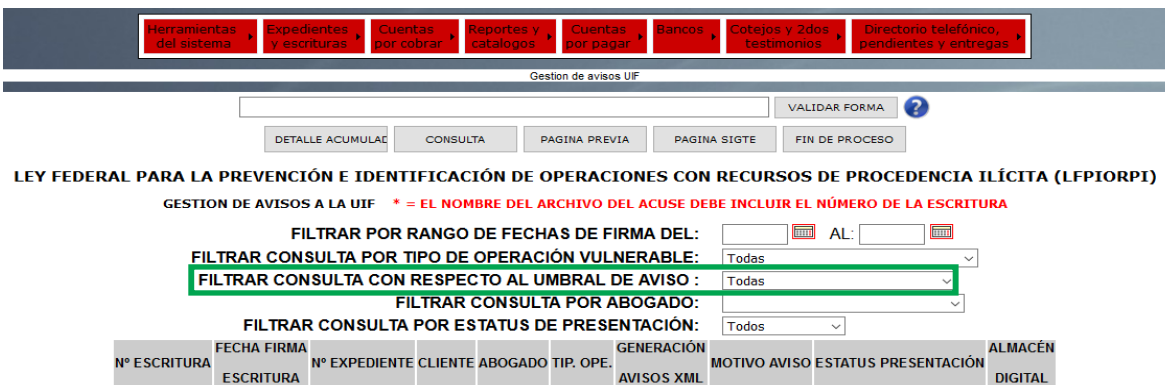 Herramientas del sistema Expedientes y escrituras Cuentas por cobrar Reportes y catalogos Cuentas por pagar Bancos Cotejos y 2dos testimonios Directorio telefónico, pendientes y entregas
Gestion de avisos UIF
VALIDAR FORMA ?
DETALLE ACUMULAD CONSULTA PAGINA PREVIA PAGINA SIGTE FIN DE PROCESO
LEY FEDERAL PARA LA PREVENCIÓN E IDENTIFICACIÓN DE OPERACIONES CON RECURSOS DE PROCEDENCIA ILÍCITA (LFPIORPI)
GESTION DE AVISOS A LA UIF * = EL NOMBRE DEL ARCHIVO DEL ACUSE DEBE INCLUIR EL NÚMERO DE LA ESCRITURA
FILTRAR POR RANGO DE FECHAS DE FIRMA DEL: AL:
FILTRAR CONSULTA POR TIPO DE OPERACIÓN VULNERABLE: Todas
FILTRAR CONSULTA CON RESPECTO AL UMBRAL DE AVISO : Todas
FILTRAR CONSULTA POR ABOGADO:
FILTRAR CONSULTA POR ESTATUS DE PRESENTACIÓN: Todos
Nº ESCRITURA FECHA FIRMA ESCRITURA Nº EXPEDIENTE CLIENTE ABOGADO TIP. OPE. GENERACIÓN AVISOS XML MOTIVO AVISO ESTATUS PRESENTACIÓN ALMACÉN DIGITAL